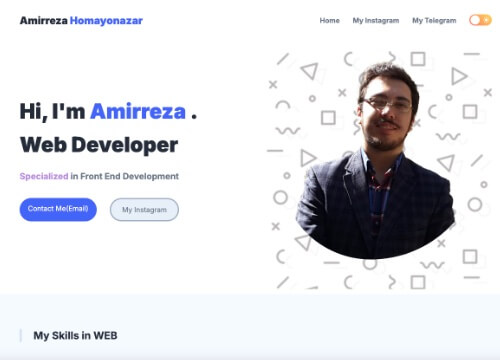 Amirreza Homayonazar
Home My Instagram My Telegram
Hi, I'm Amirreza .
Web Developer
Specialized in Front End Development
Contact Me(Email) My Instagram
My Skills in WEB